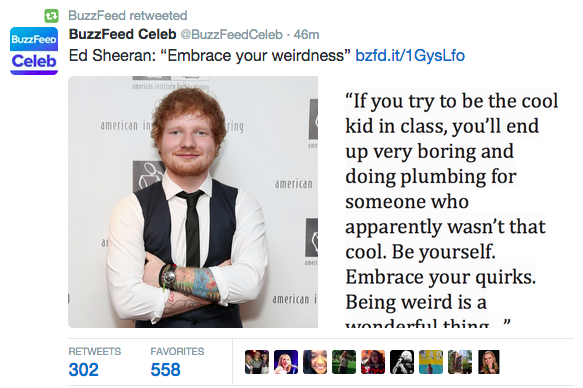 BuzzFeed retweeted
BuzzFeed
Celeb
BuzzFeed Celeb @BuzzFeedCeleb · 46m
Ed Sheeran: “Embrace your weirdness” bzfd.it/1GysLfo
american institute for stuttering
american in
ring
american
american i
“If you try to be the cool
kid in class, you’ll end
up very boring and
doing plumbing for
someone who
apparently wasn’t that
cool. Be yourself.
Embrace your quirks.
Being weird is a
wonderful thing...”
RETWEETS FAVORITES
302 558